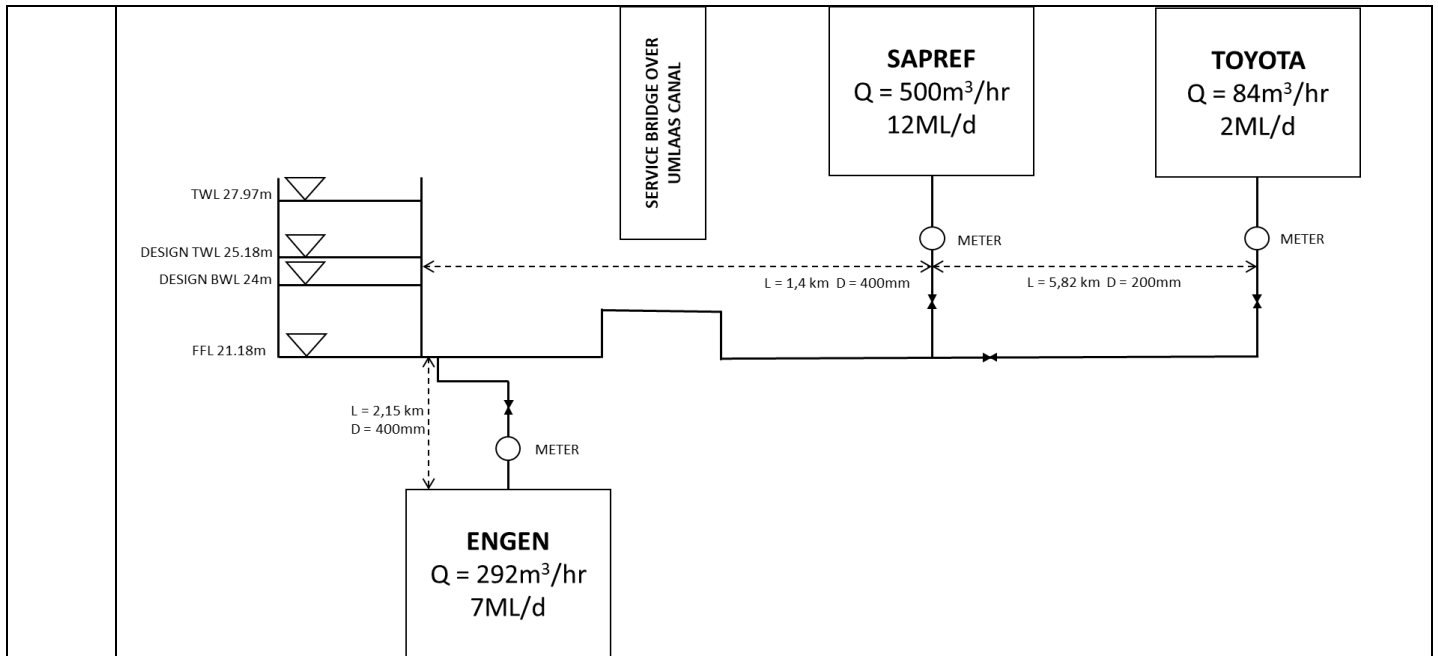 SERVICE BRIDGE OVER
UMLAAS CANAL
SAPREF
Q = 500m³/hr
12ML/d
TOYOTA
Q = 84m³/hr
2ML/d
TWL 27.97m
DESIGN TWL 25.18m
DESIGN BWL 24m
FFL 21.18m
METER
METER
L = 1,4 km D = 400mm
L = 5,82 km D = 200mm
L = 2,15 km
D = 400mm
METER
ENGEN
Q = 292m³/hr
7ML/d